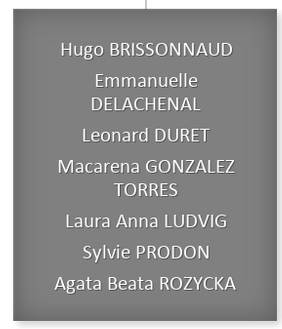 Hugo BRISSONNAUD
Emmanuelle
DELACHENAL
Leonard DURET
Macarena GONZALEZ
TORRES
Laura Anna LUDVIG
Sylvie PRODON
Agata Beata ROZYCKA